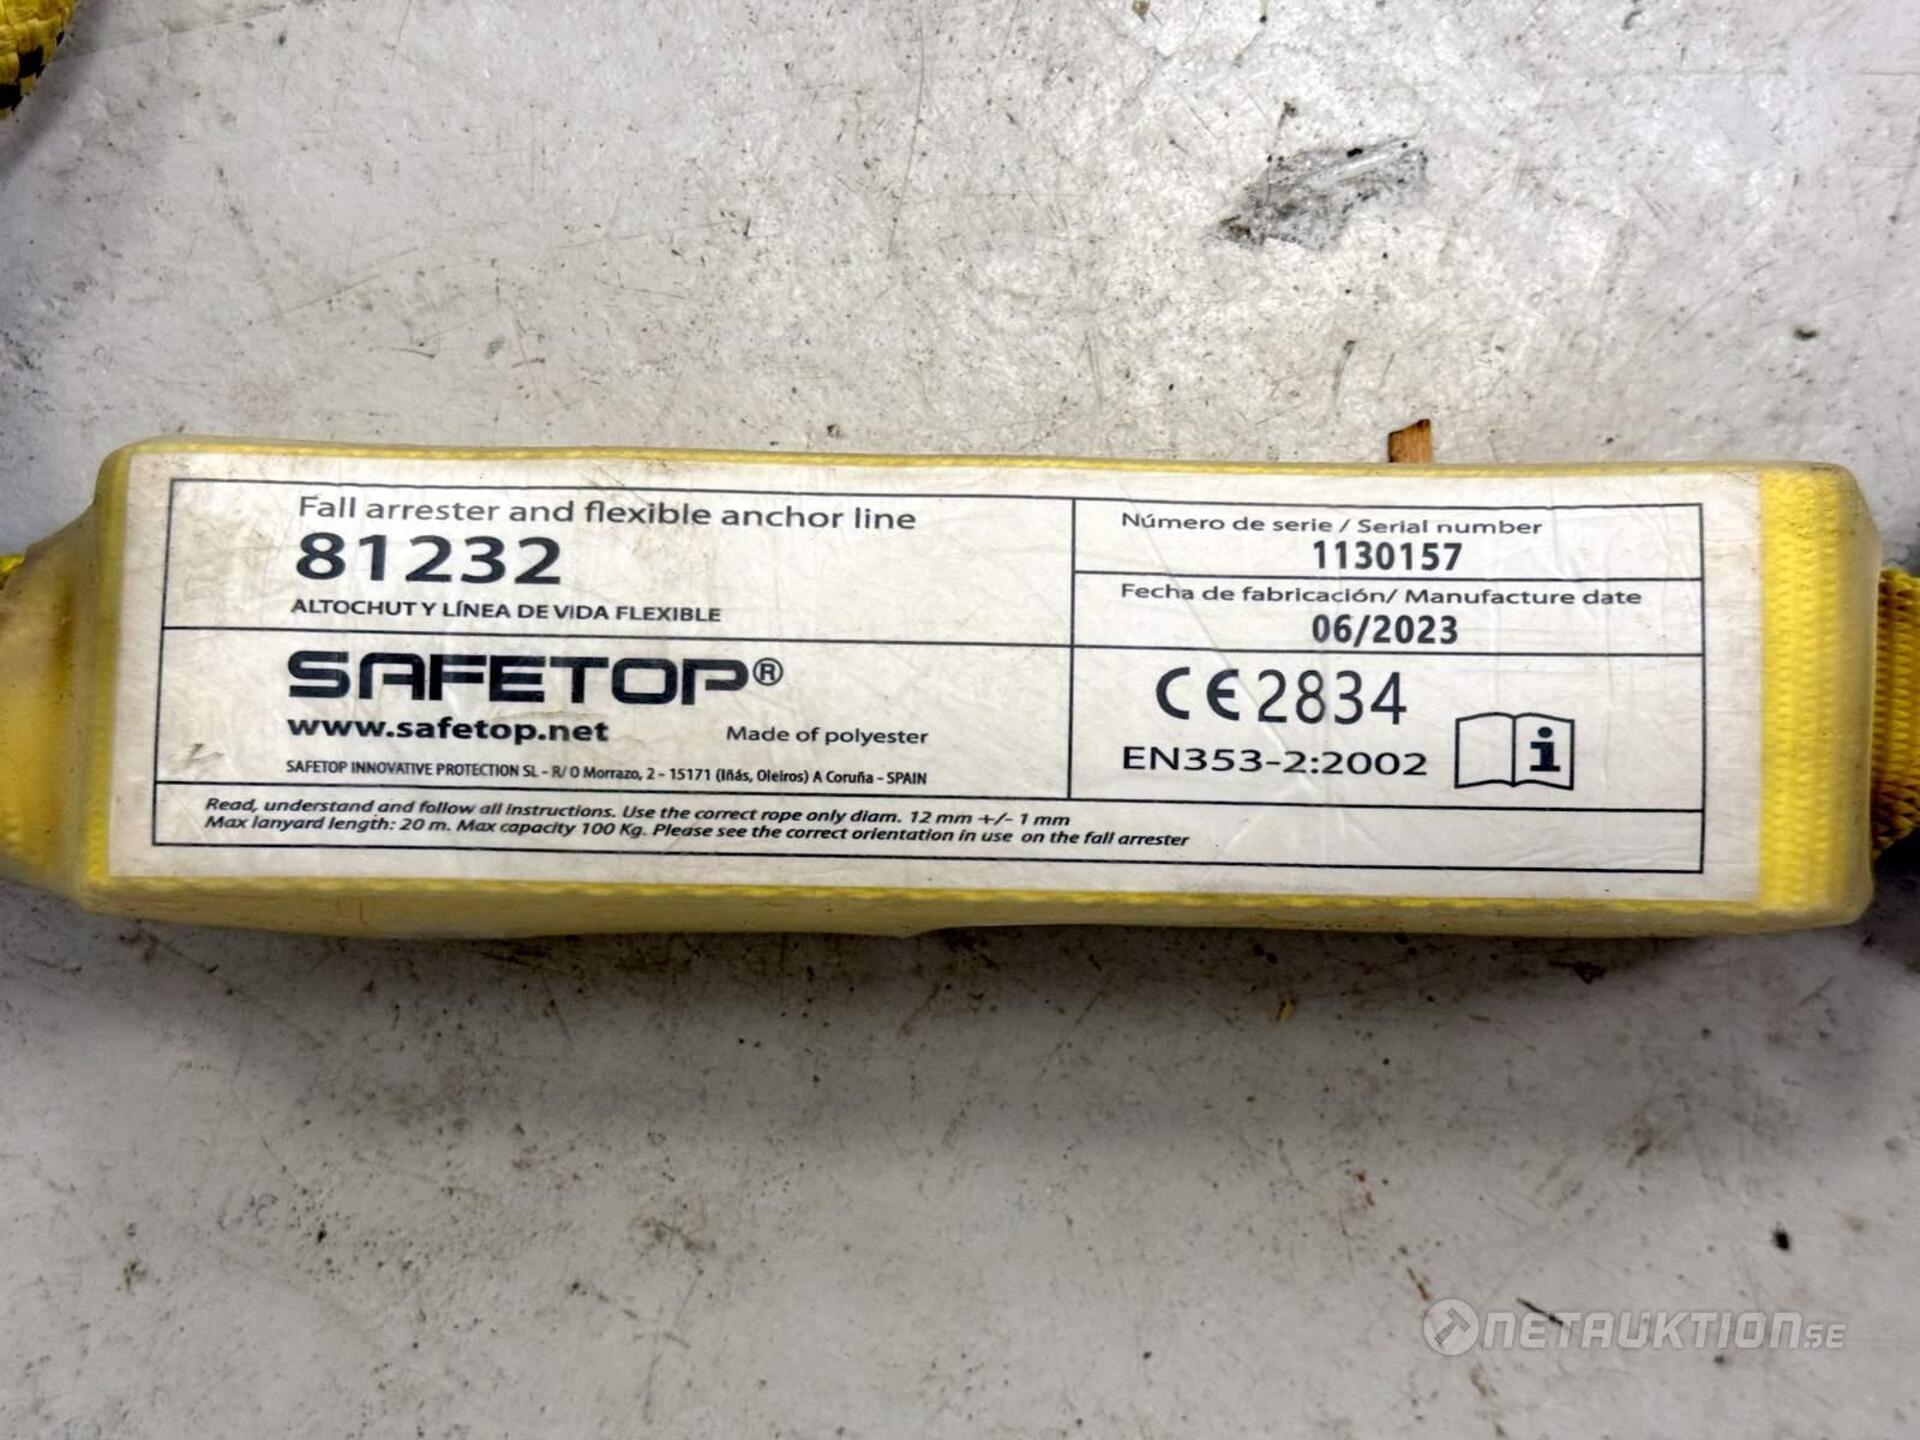 Fall arrester and flexible anchor line
81232
ALTOCHUT Y LÍNEA DE VIDA FLEXIBLE
Número de serie / Serial number
1130157
Fecha de fabricación/ Manufacture date
06/2023
SAFETOP®
www.safetop.net Made of polyester
SAFETOP INNOVATIVE PROTECTION SL - R/ O Morrazo, 2 - 15171 (Iñás, Oleiros) A Coruña - SPAIN
CE2834
EN353-2:2002
i
Read, understand and follow all instructions. Use the correct rope only diam. 12 mm +/- 1 mm
Max lanyard length: 20 m. Max capacity 100 Kg. Please see the correct orientation in use on the fall arrester
NETAUKTION.SE